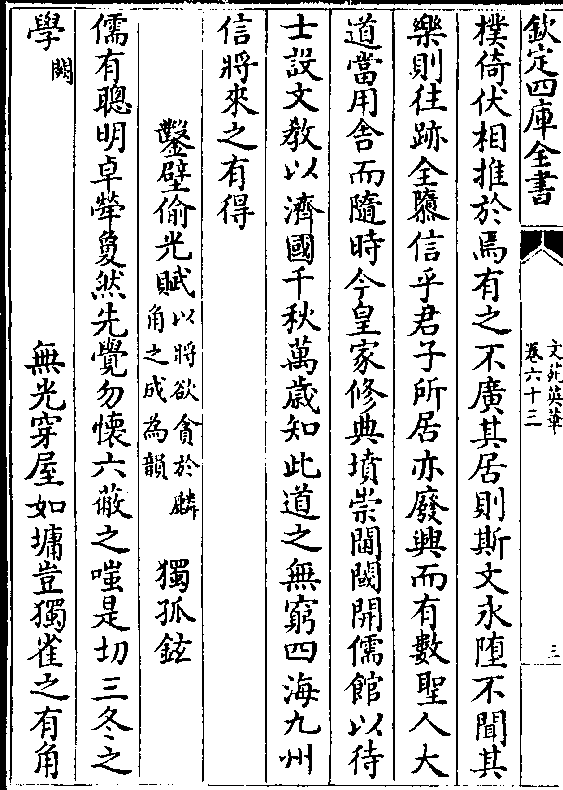 欽定四庫全書
文苑英華
卷六十三
三
樸倚伏相推於焉有之不廣其居則斯文永墮不聞其
樂則往跡全隳信乎君子所居亦廢興而有數聖人大
道當用舍而隨時今皇家修典墳崇閫閾開儒館以待
士設文教以濟國千秋萬歳知此道之無窮四海九州
信將來之有得
鑿壁偷光賦以將欲貪於麟角之成為韻 獨孤鉉
儒有聰明卓犖敻然先覺勿懷六蔽之嗤是切三冬之
學闕 無光穿屋如墉豈獨雀之有角